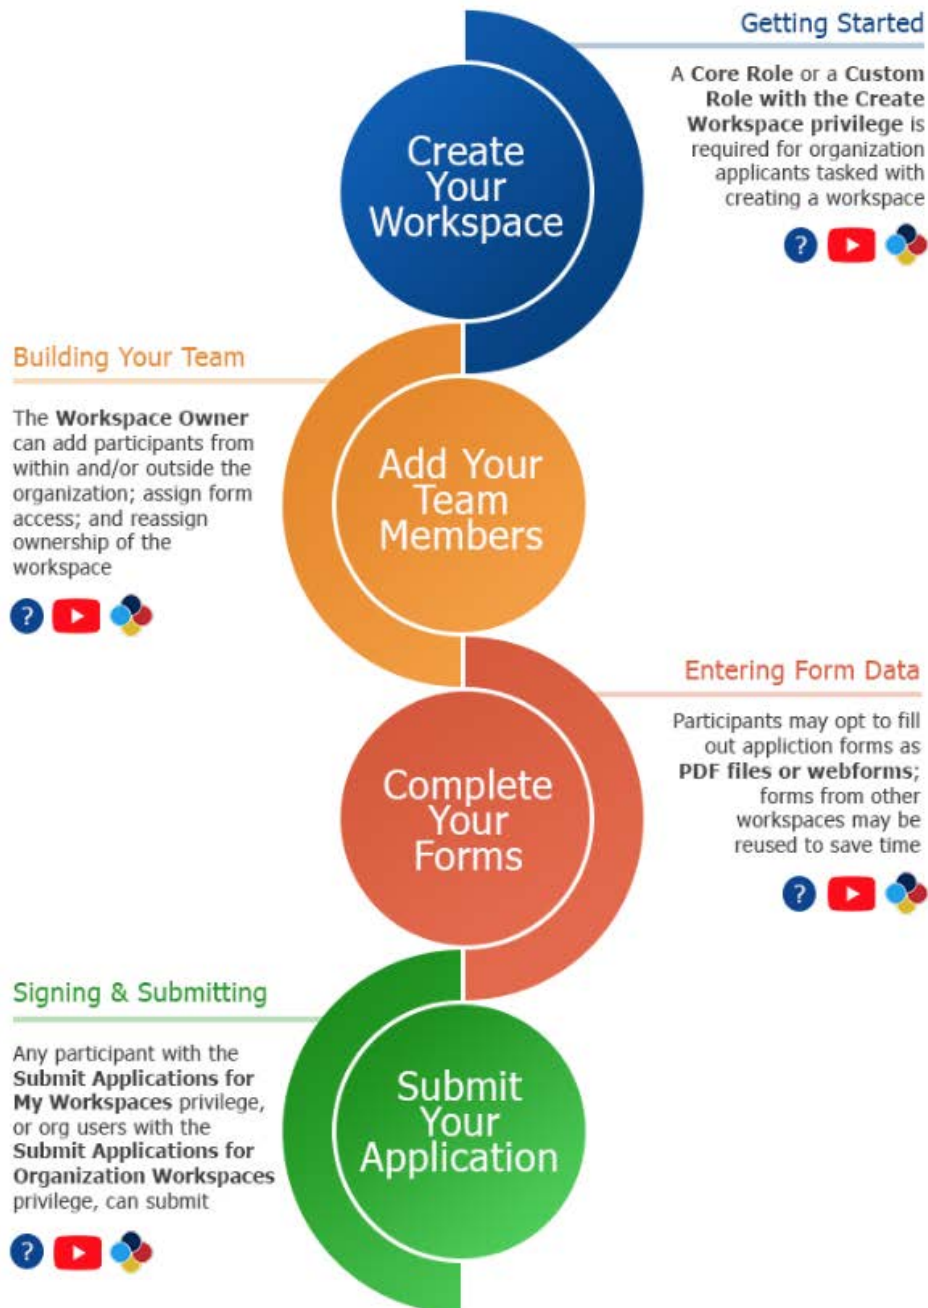 Getting Started
A Core Role or a Custom
Role with the Create
Workspace privilege is
required for organization
applicants tasked with
creating a workspace
?
Create
Your
Workspace
Building Your Team
The Workspace Owner
can add participants from
within and/or outside the
organization; assign form
access; and reassign
ownership of the
workspace
?
Add Your
Team
Members
Entering Form Data
Participants may opt to fill
out appliction forms as
PDF files or webforms;
forms from other
workspaces may be
reused to save time
?
Complete
Your
Forms
Signing & Submitting
Any participant with the
Submit Applications for
My Workspaces privilege,
or org users with the
Submit Applications for
Organization Workspaces
privilege, can submit
?
Submit
Your
Application